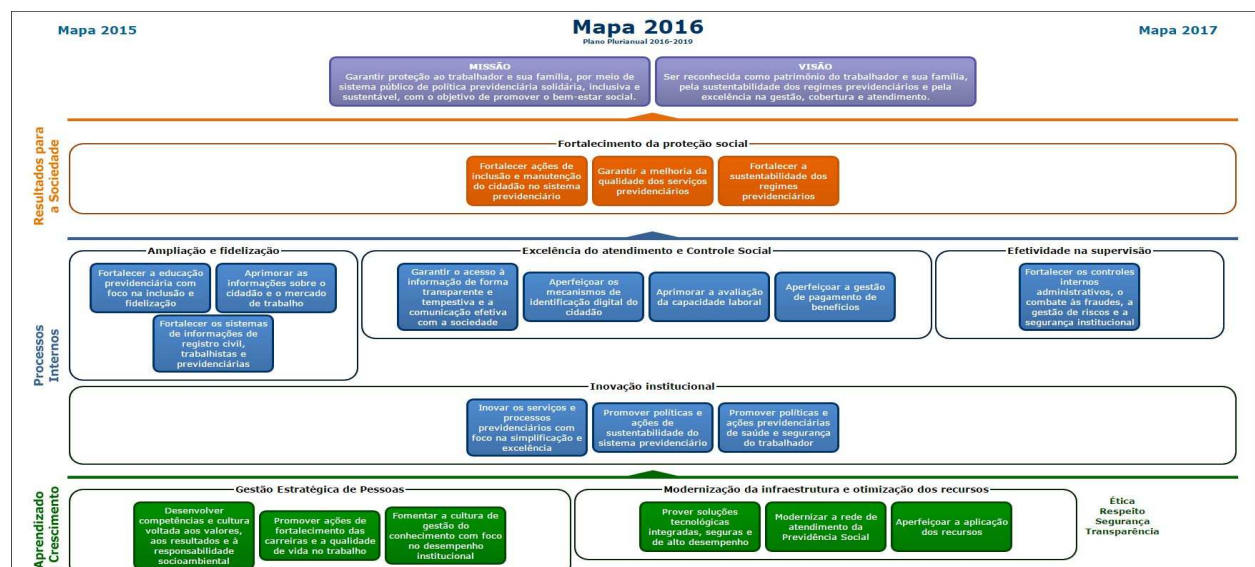 Mapa 2015
Mapa 2016
Mapa 2017
Plano Plurianual 2016-2019
MISSÃO
Garantir proteção ao trabalhador e sua família, por meio de
sistema público de política previdenciária solidária, inclusiva e
sustentável, com o objetivo de promover o bem-estar social.
VISÃO
Ser reconhecida como patrimônio do trabalhador e sua família,
pela sustentabilidade dos regimes previdenciários e pela
excelência na gestão, cobertura e atendimento.
Resultados para
a Sociedade
Fortalecimento da proteção social
Fortalecer ações de
inclusão e manutenção
do cidadão no sistema
previdenciário
Garantir a melhoria da
qualidade dos serviços
previdenciários
Fortalecer a
sustentabilidade dos
regimes
previdenciários
Processos
Internos
Ampliação e fidelização
Fortalecer a educação
previdenciária com
foco na inclusão e
fidelização
Aprimorar as
informações sobre o
cidadão e o mercado
de trabalho
Fortalecer os sistemas
de informações de
registro civil,
trabalhistas e
previdenciárias
Excelência do atendimento e Controle Social
Garantir o acesso à
informação de forma
transparente e
tempestiva e a
comunicação efetiva
com a sociedade
Aperfeiçoar os
mecanismos de
identificação digital do
cidadão
Aprimorar a avaliação
da capacidade laboral
Aperfeiçoar a gestão
de pagamento de
benefícios
Efetividade na supervisão
Fortalecer os controles
internos
administrativos, o
combate às fraudes, a
gestão de riscos e a
segurança institucional
Inovação institucional
Inovar os serviços e
processos
previdenciários com
foco na simplificação e
excelência
Promover políticas e
ações de
sustentabilidade do
sistema previdenciário
Promover políticas e
ações previdenciárias
de saúde e segurança
do trabalhador
Aprendizado
Crescimento
Gestão Estratégica de Pessoas
Desenvolver
competências e cultura
voltada aos valores,
aos resultados e à
responsabilidade
socioambiental
Promover ações de
fortalecimento das
carreiras e a qualidade
de vida no trabalho
Fomentar a cultura de
gestão do
conhecimento com foco
no desempenho
institucional
Modernização da infraestrutura e otimização dos recursos
Prover soluções
tecnológicas
integradas, seguras e
de alto desempenho
Modernizar a rede de
atendimento da
Previdência Social
Aperfeiçoar a aplicação
dos recursos
Ética
Respeito
Segurança
Transparência